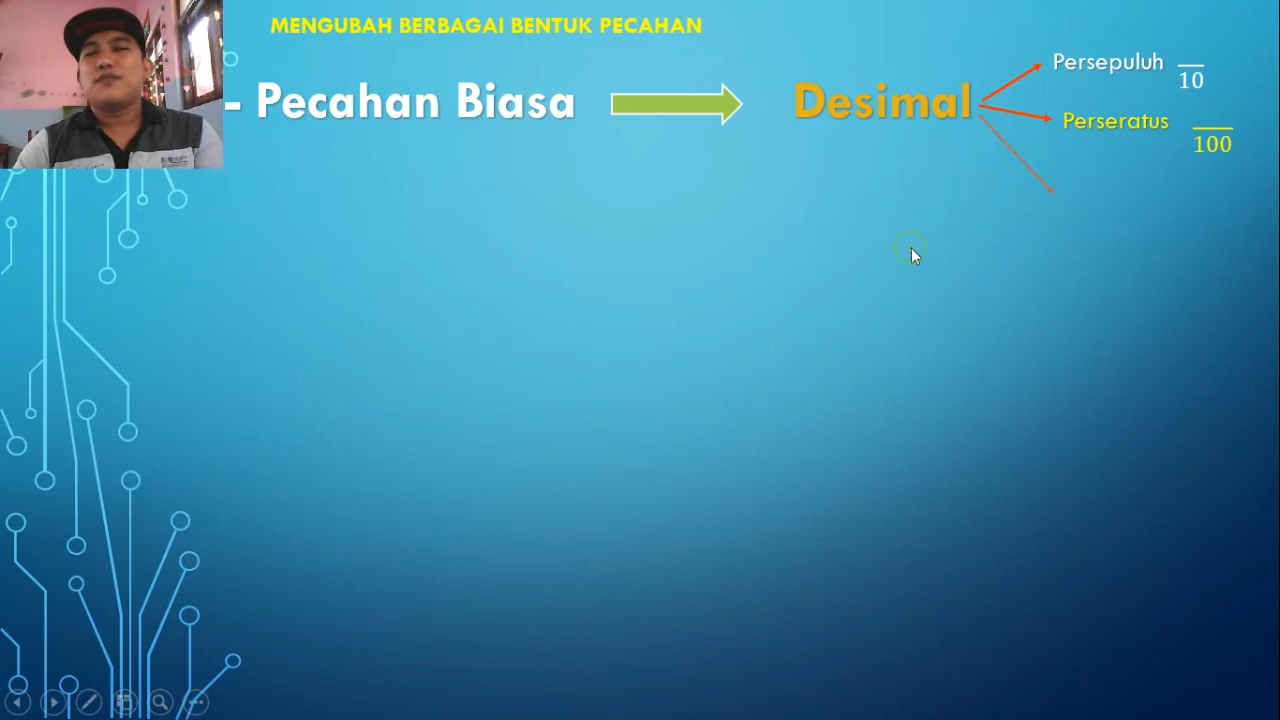 MENGUBAH BERBAGAI BENTUK PECAHAN
- Pecahan Biasa
Desimal
Persepuluh
10
Perseratus
100